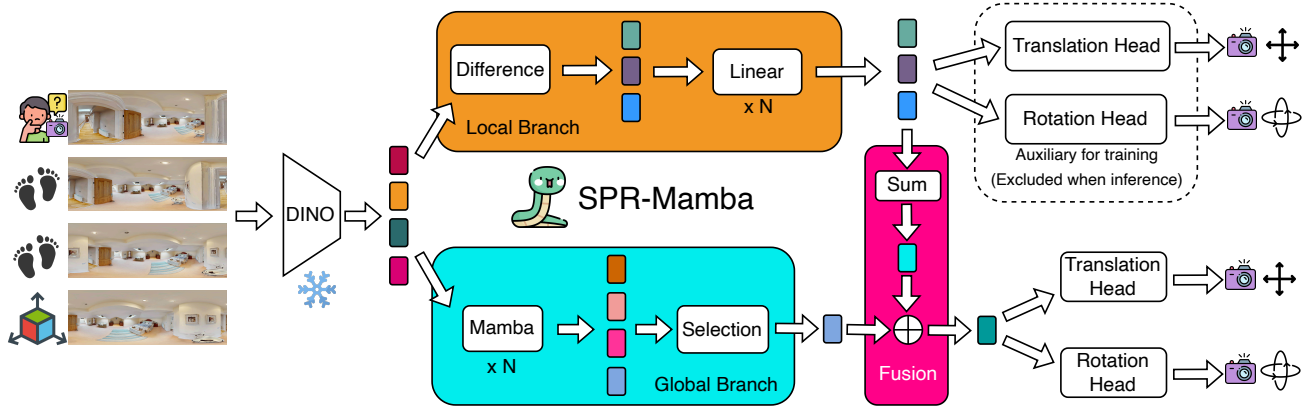 Difference
Linear
x N
Local Branch
Translation Head
Rotation Head
Auxiliary for training
(Excluded when inference)
?
DINO
SPR-Mamba
Sum
Mamba
x N
Selection
Global Branch
Fusion
Translation
Head
Rotation
Head